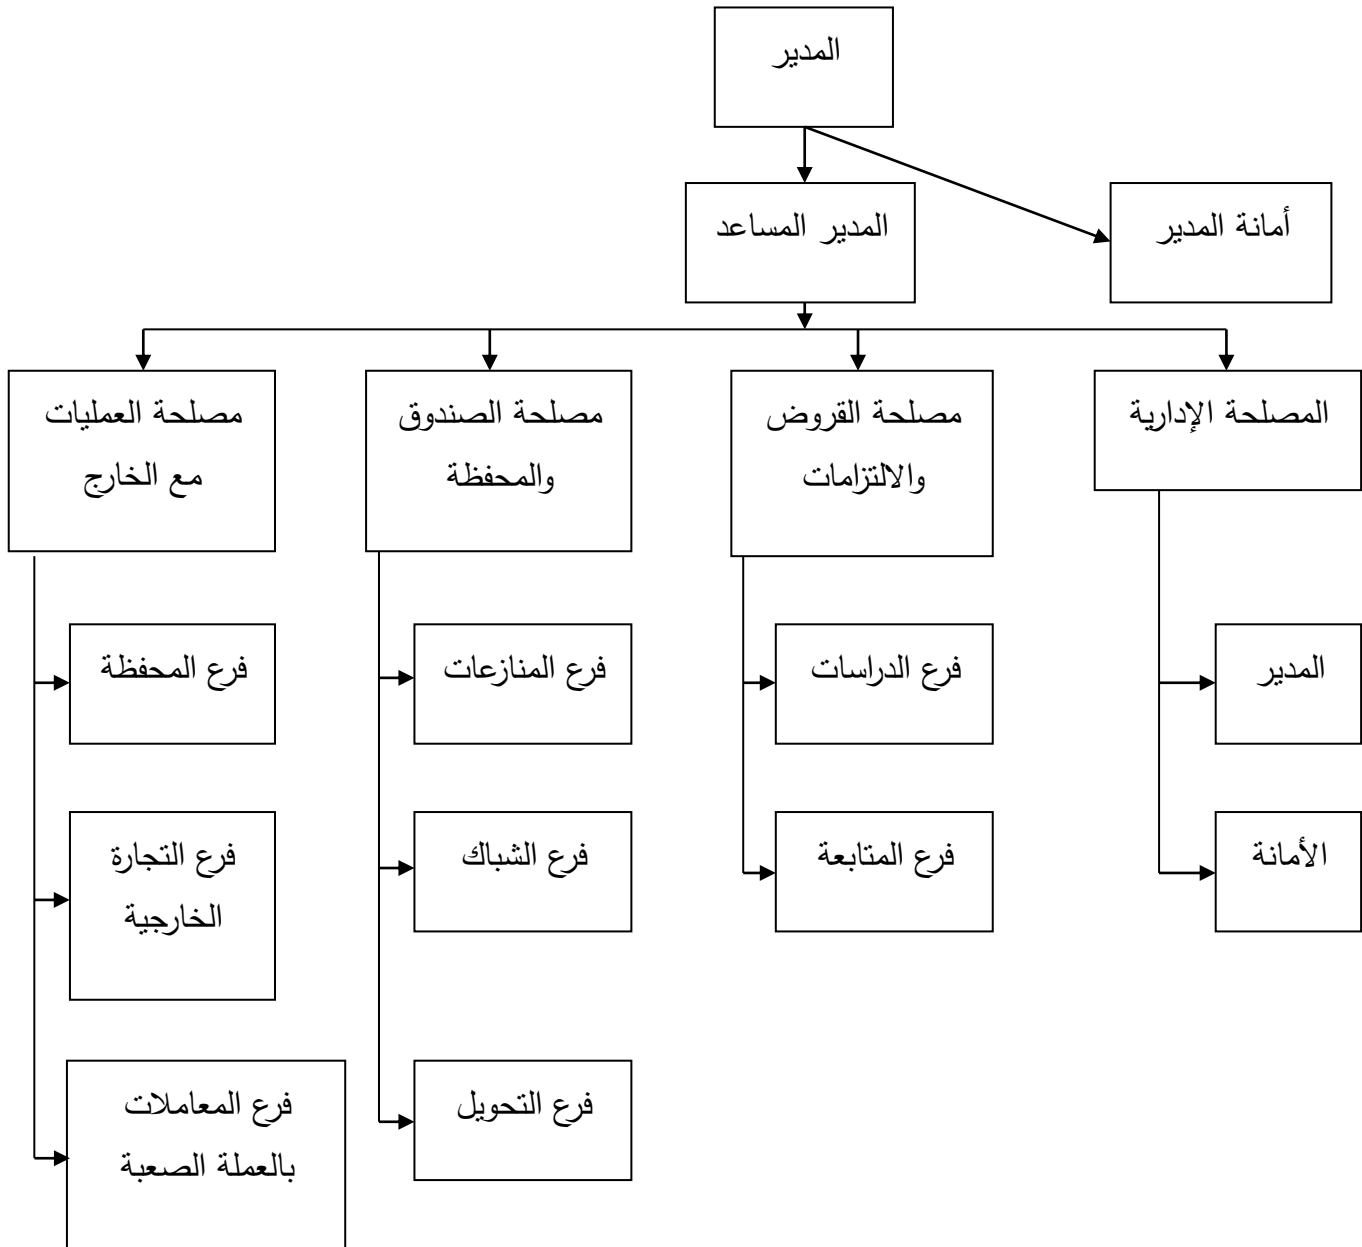 المدير
أمانة المدير
المدير المساعد
المصلحة الإدارية
مصلحة القروض
والالتزامات
مصلحة الصندوق
والمحفظة
مصلحة العمليات
مع الخارج
المدير
فرع الدراسات
فرع المنازعات
فرع المحفظة
الأمانة
فرع المتابعة
فرع الشباك
فرع التجارة
الخارجية
فرع التحويل
فرع المعاملات
بالعملة الصعبة